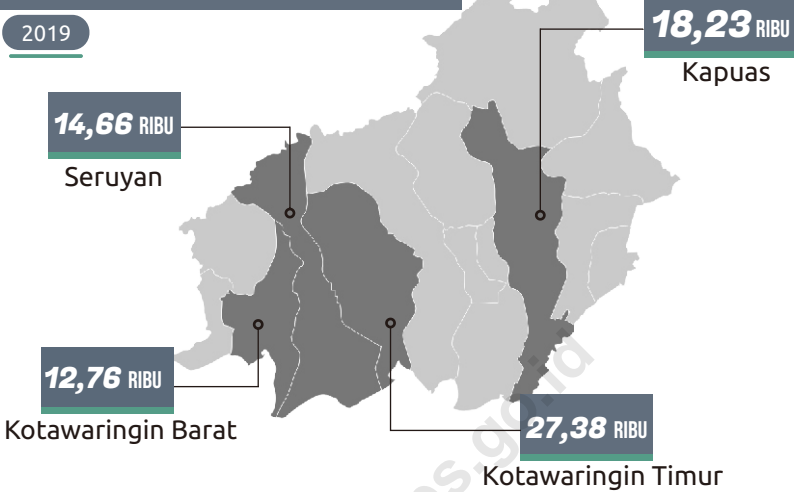 2019
18,23 RIBU
Kapuas
14,66 RIBU
Seruyan
12,76 RIBU
Kotawaringin Barat
27,38 RIBU
Kotawaringin Timur